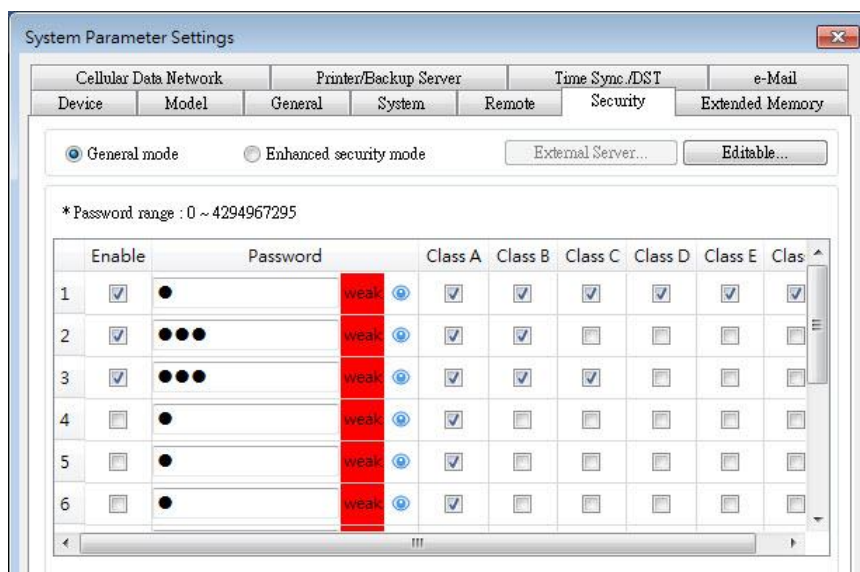 System Parameter Settings
Cellular Data Network Printer/Backup Server Time Sync./DST e-Mail
Device Model General System Remote Security Extended Memory
General mode Enhanced security mode External Server... Editable...
* Password range : 0 ~ 4294967295
Enable Password Class A Class B Class C Class D Class E Clas
1 weak
2 weak
3 weak
4 weak
5 weak
6 weak